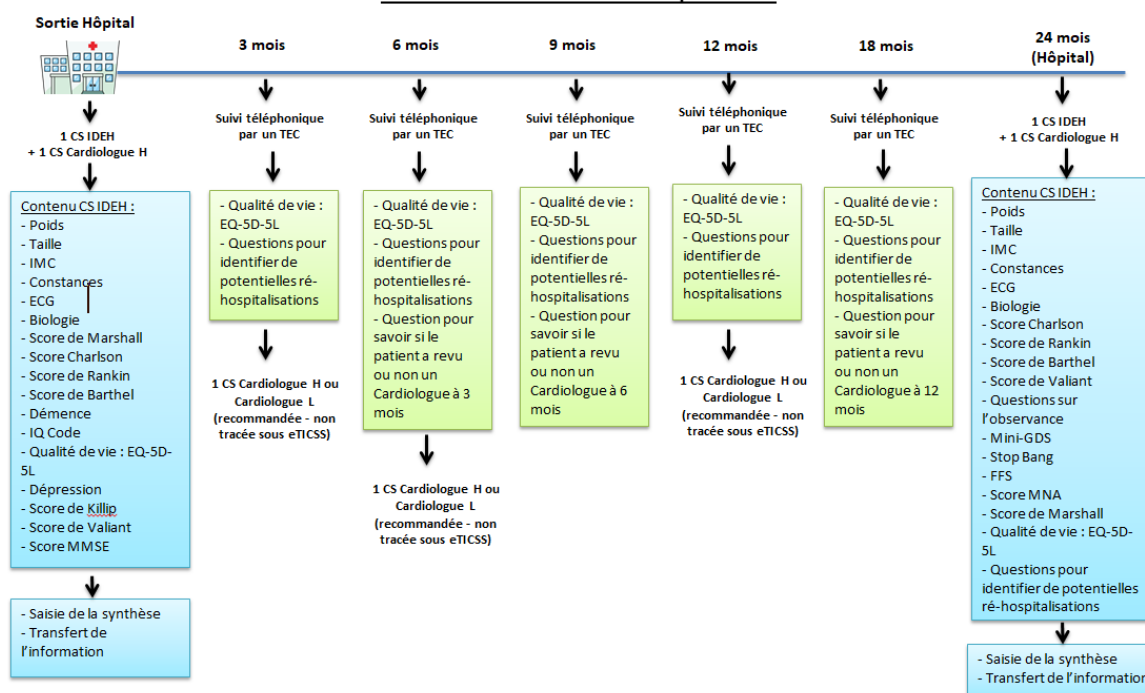 Sortie Hôpital
3 mois
6 mois
9 mois
12 mois
18 mois
24 mois
(Hôpital)
1 CS IDEH
+ 1 CS Cardiologue H
Suivi téléphonique
par un TEC
Suivi téléphonique
par un TEC
Suivi téléphonique
par un TEC
Suivi téléphonique
par un TEC
Suivi téléphonique
par un TEC
1 CS IDEH
+ 1 CS Cardiologue H
Contenu CS IDEH :
- Poids
- Taille
- IMC
- Constances
- ECG
- Biologie
- Score de Marshall
- Score Charlson
- Score de Rankin
- Score de Barthel
- Démence
- IQ Code
- Qualité de vie : EQ-5D-
5L
- Dépression
- Score de Killip
- Score de Valiant
- Score MMSE
- Saisie de la synthèse
- Transfert de
l'information
- Qualité de vie :
EQ-5D-5L
- Questions pour
identifier de
potentielles ré-
hospitalisations
1 CS Cardiologue H ou
Cardiologue L
(recommandée - non
tracée sous eTICSS)
- Qualité de vie :
EQ-5D-5L
- Questions pour
identifier de
potentielles ré-
hospitalisations
- Question pour
savoir si le
patient a revu
ou non un
Cardiologue à 3
mois
1 CS Cardiologue H ou
Cardiologue L
(recommandée - non
tracée sous eTICSS)
- Qualité de vie :
EQ-5D-5L
- Questions pour
identifier de
potentielles ré-
hospitalisations
- Question pour
savoir si le
patient a revu
ou non un
Cardiologue à 6
mois
- Qualité de vie :
EQ-5D-5L
- Questions pour
identifier de
potentielles ré-
hospitalisations
1 CS Cardiologue H ou
Cardiologue L
(recommandée - non
tracée sous eTICSS)
- Qualité de vie :
EQ-5D-5L
- Questions pour
identifier de
potentielles ré-
hospitalisations
- Question pour
savoir si le
patient a revu
ou non un
Cardiologue à 12
mois
Contenu CS IDEH :
- Poids
- Taille
- IMC
- Constances
- ECG
- Biologie
- Score Charlson
- Score de Rankin
- Score de Barthel
- Score de Valiant
- Questions sur
l'observance
- Mini-GDS
- Stop Bang
- FFS
- Score MNA
- Score de Marshall
- Qualité de vie : EQ-5D-
5L
- Questions pour
identifier de potentielles
ré-hospitalisations
- Saisie de la synthèse
- Transfert de l'information